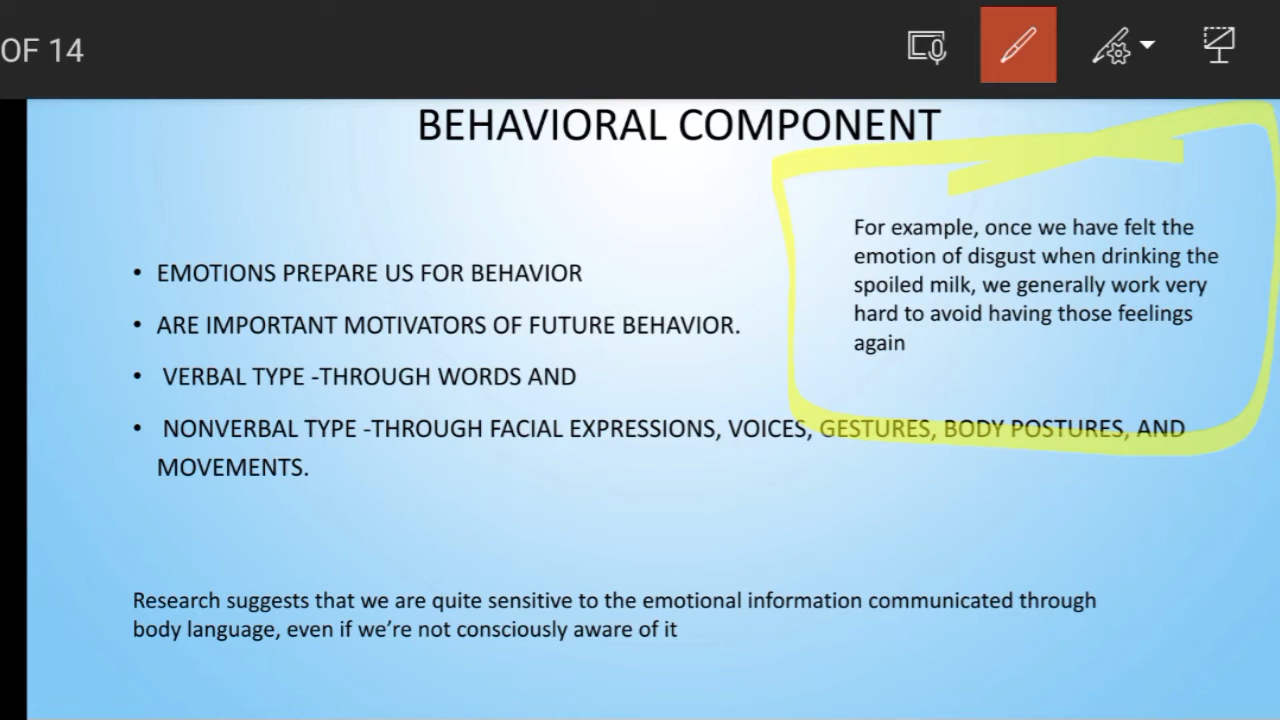 OF 14
BEHAVIORAL COMPONENT
For example, once we have felt the
emotion of disgust when drinking the
spoiled milk, we generally work very
hard to avoid having those feelings
again
• EMOTIONS PREPARE US FOR BEHAVIOR
• ARE IMPORTANT MOTIVATORS OF FUTURE BEHAVIOR.
• VERBAL TYPE -THROUGH WORDS AND
• NONVERBAL TYPE -THROUGH FACIAL EXPRESSIONS, VOICES, GESTURES, BODY POSTURES, AND
MOVEMENTS.
Research suggests that we are quite sensitive to the emotional information communicated through
body language, even if we’re not consciously aware of it